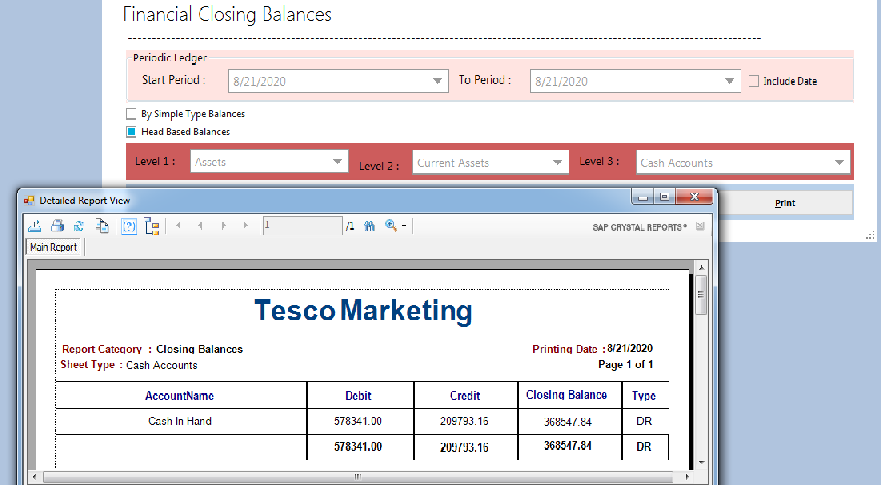 Financial Closing Balances
Periodic Ledger
Start Period : 8/21/2020 To Period : 8/21/2020 Include Date
By Simple Type Balances
Head Based Balances
Level 1 : Assets Level 2 : Current Assets Level 3 : Cash Accounts
Print
Detailed Report View
1 /1 SAP CRYSTAL REPORTS®
Main Report
Tesco Marketing
Report Category : Closing Balances Printing Date : 8/21/2020
Sheet Type : Cash Accounts Page 1 of 1
AccountName Debit Credit Closing Balance Type
Cash In Hand 578341.00 209793.16 368547.84 DR
578341.00 209793.16 368547.84 DR